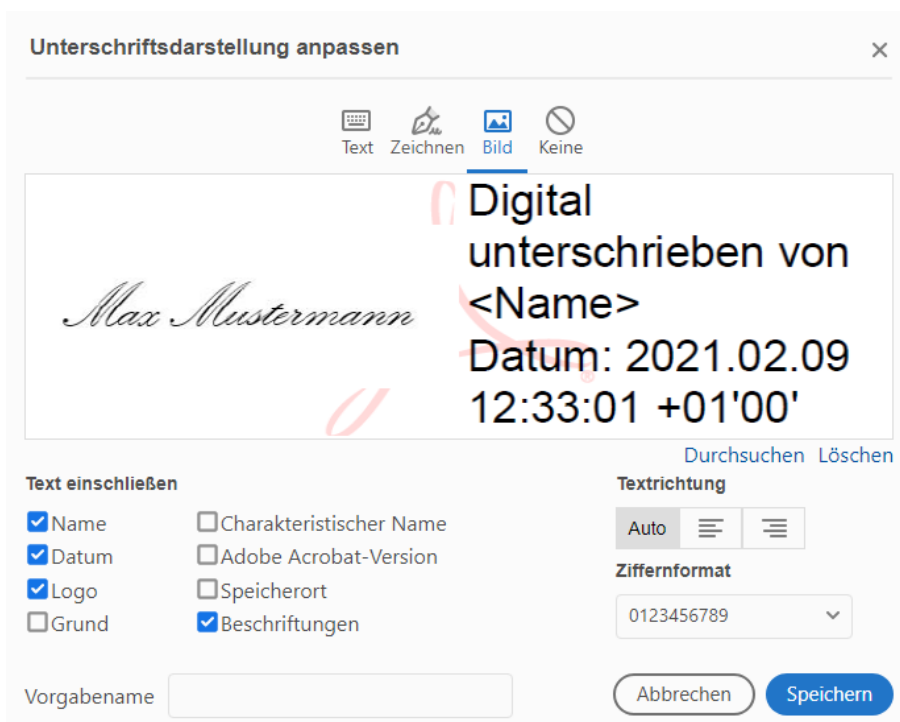 Unterschriftsdarstellung anpassen
Text Zeichnen Bild Keine
Max Mustermann
Digital
unterschrieben von
<Name>
Datum: 2021.02.09
12:33:01 +01'00'
Durchsuchen Löschen
Text einschließen
Textrichtung
Name
Charakteristischer Name
Auto
Datum
Adobe Acrobat-Version
Logo
Speicherort
Ziffernformat
Grund
Beschriftungen
0123456789
Vorgabename
Abbrechen
Speichern